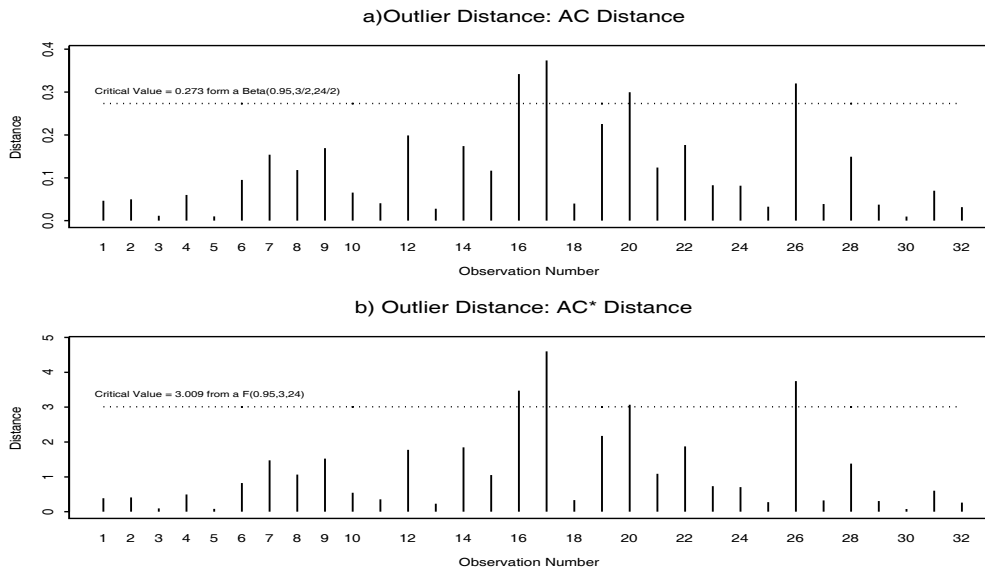 a)Outlier Distance: AC Distance
0.4
0.3
0.2
0.1
0.0
Distance
Critical Value = 0.273 form a Beta(0.95,3/2,24/2)
1 2 3 4 5 6 7 8 9 10 12 14 16 18 20 22 24 26 28 30 32
Observation Number
b) Outlier Distance: AC* Distance
5
4
3
2
1
0
Distance
Critical Value = 3.009 from a F(0.95,3,24)
1 2 3 4 5 6 7 8 9 10 12 14 16 18 20 22 24 26 28 30 32
Observation Number